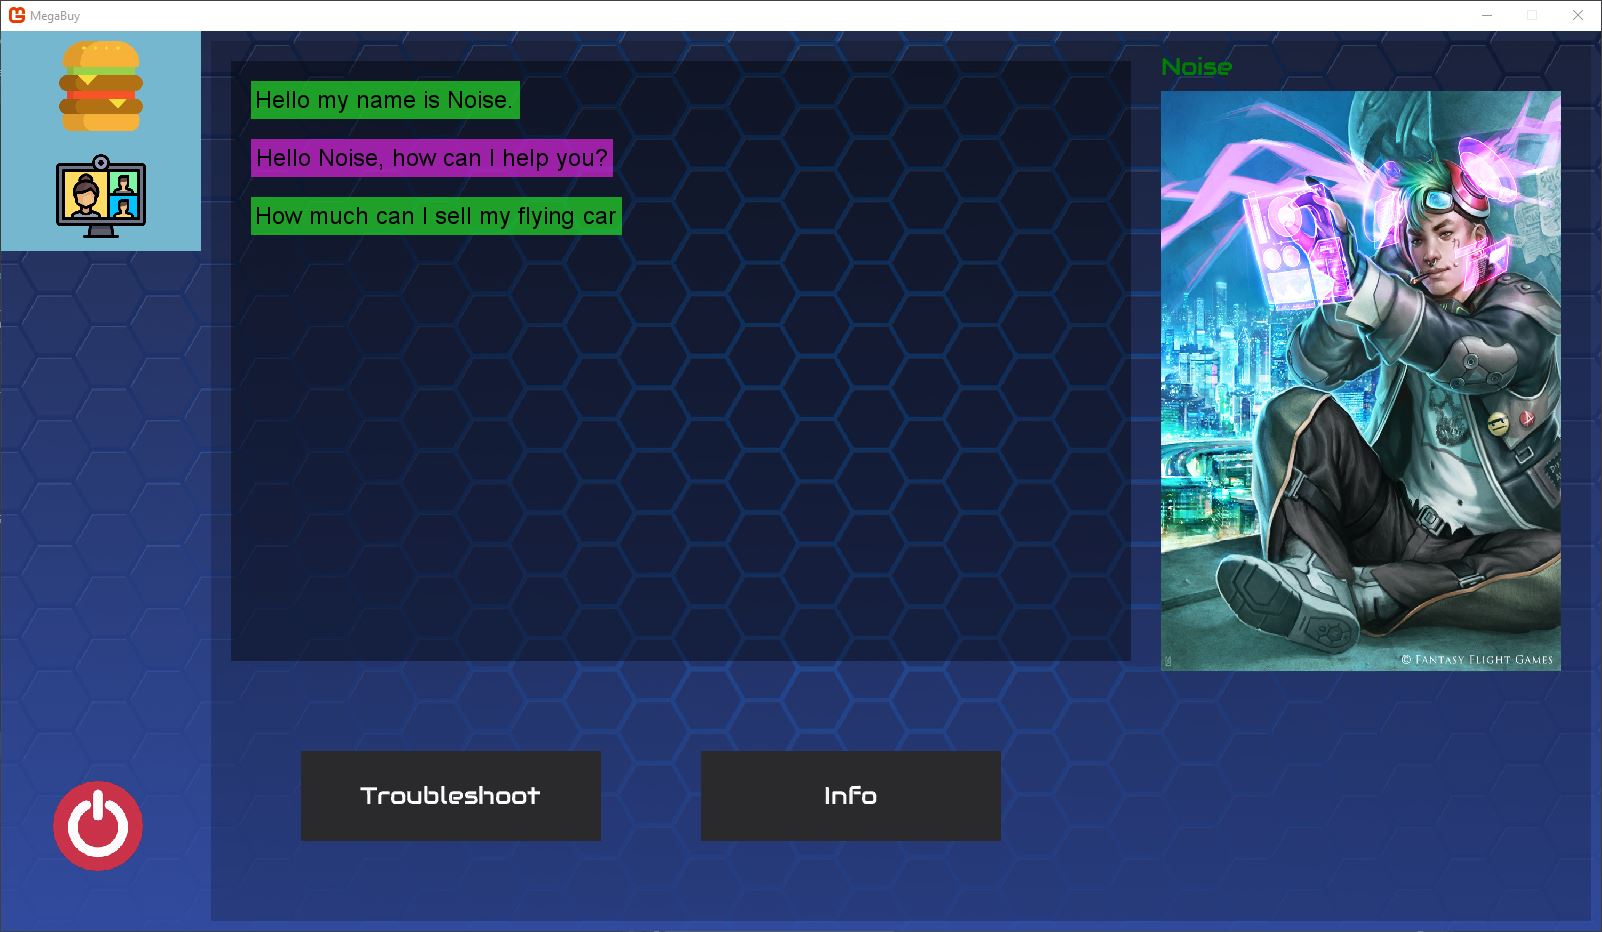 MegaBuy
Noise
Hello my name is Noise.
Hello Noise, how can I help you?
How much can I sell my flying car
© Fantasy Flight Games
Troubleshoot
Info